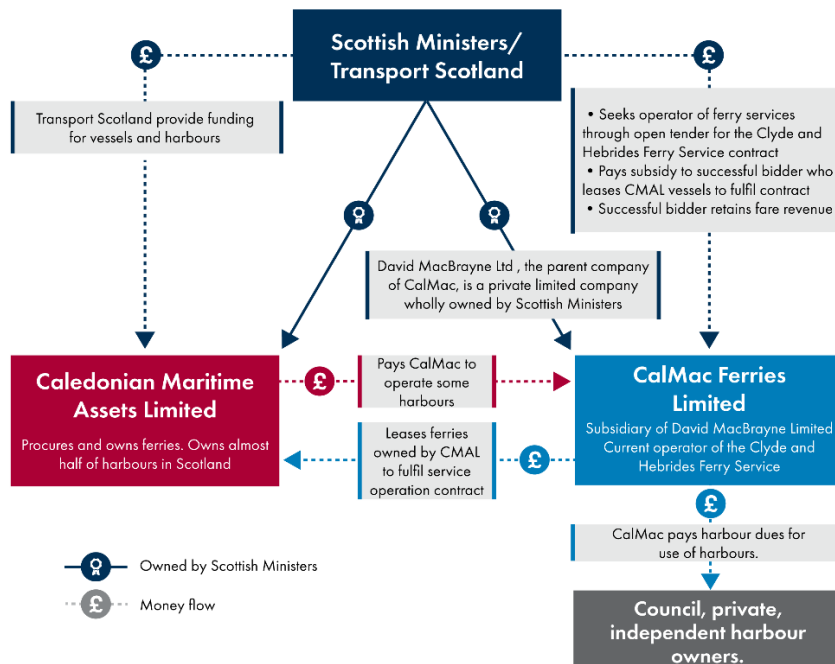 Scottish Ministers/
Transport Scotland
£
£
Transport Scotland provide funding
for vessels and harbours
• Seeks operator of ferry services
through open tender for the Clyde and
Hebrides Ferry Service contract
• Pays subsidy to successful bidder who
leases CMAL vessels to fulfil contract
• Successful bidder retains fare revenue
David MacBrayne Ltd , the parent company
of CalMac, is a private limited company
wholly owned by Scottish Ministers
Caledonian Maritime
Assets Limited
Procures and owns ferries. Owns almost
half of harbours in Scotland
£
Pays CalMac to
operate some
harbours
Leases ferries
owned by CMAL
to fulfil service
operation contract
£
CalMac Ferries
Limited
Subsidiary of David MacBrayne Limited
Current operator of the Clyde and
Hebrides Ferry Service
£
CalMac pays harbour dues for
use of harbours.
Council, private,
independent harbour
owners.
Owned by Scottish Ministers
£
Money flow